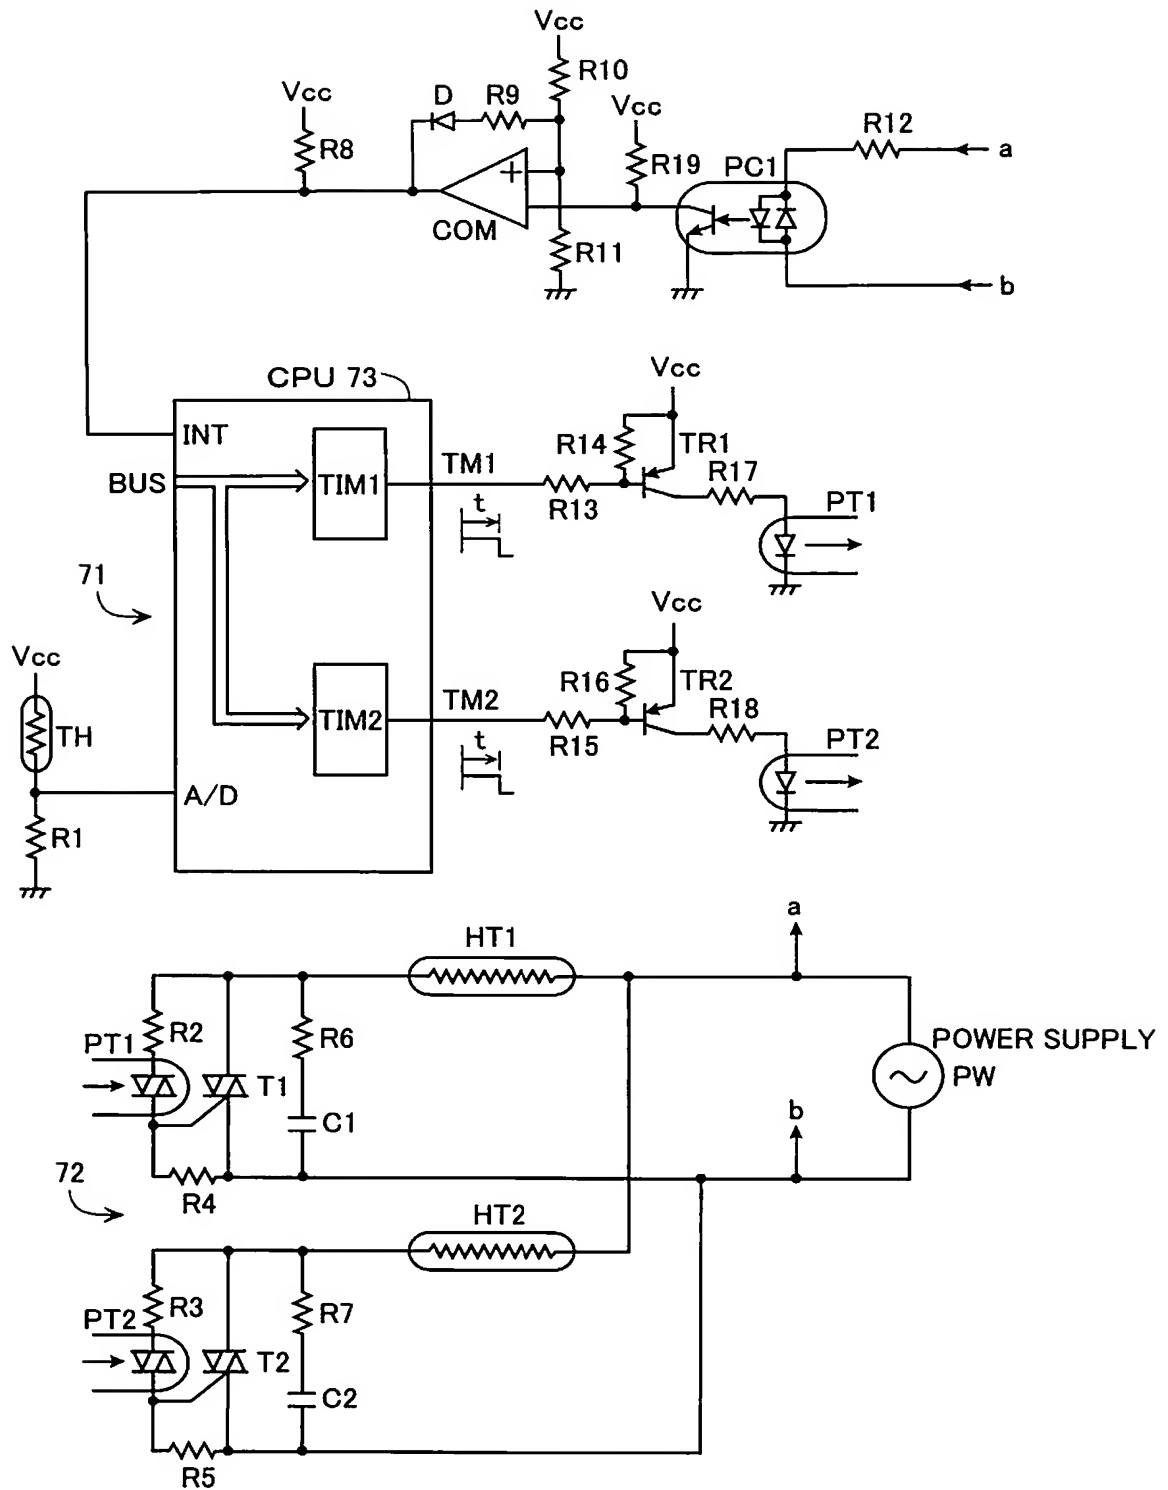 Vcc
R10
D
R9
Vcc
Vcc
R12
a
R8
R19
PC1
+
COM
R11
b
CPU 73
Vcc
INT
R14
TR1
BUS
TIM1
TM1
R17
R13
PT1
t
71
Vcc
Vcc
R16
TR2
TM2
R18
TH
TIM2
R15
PT2
t
A/D
R1
a
HT1
R2
R6
POWER SUPPLY
PT1
T1
PW
b
C1
72
R4
HT2
R3
R7
PT2
T2
C2
R5